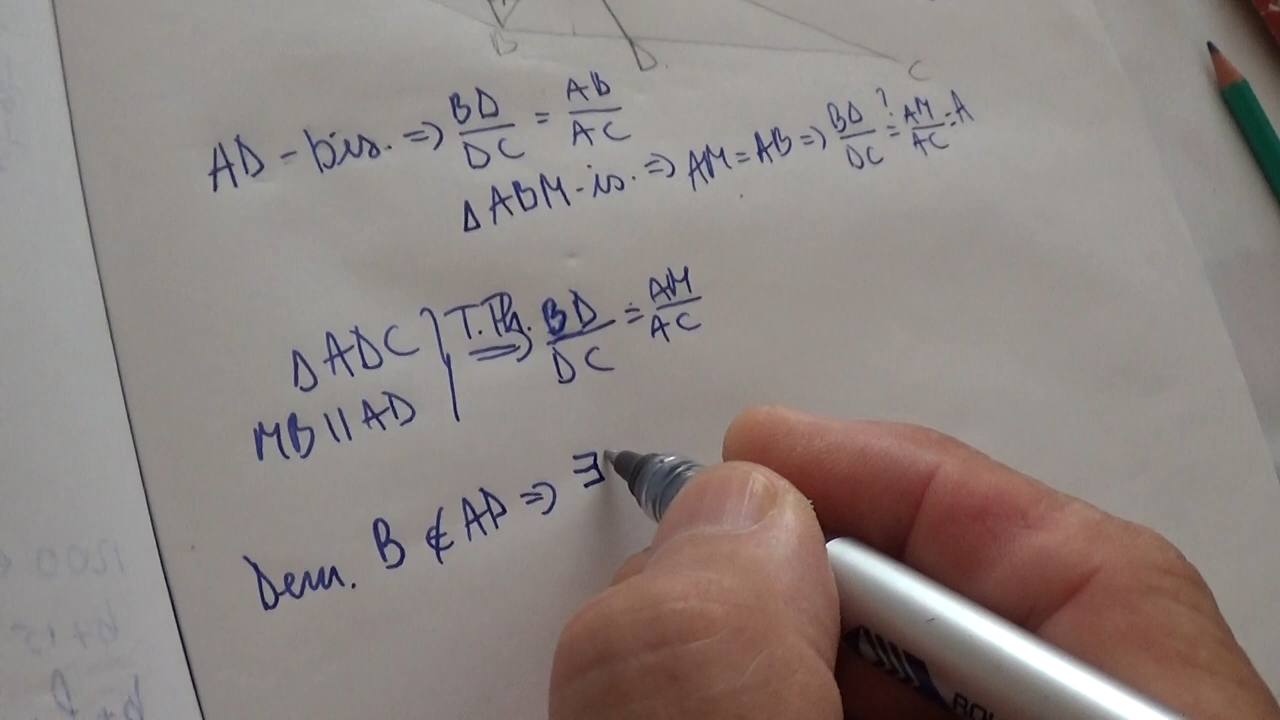 B D C
AD - bis. ⇒ BD/DC = AB/AC
ΔABM - is. ⇒ AM = AB ⇒ BD/DC ?= AM/AC = A
ΔADC } T.Th. ⇒ BD/DC = AM/AC
MB || AD
Dem. B ∉ AD ⇒ ∃